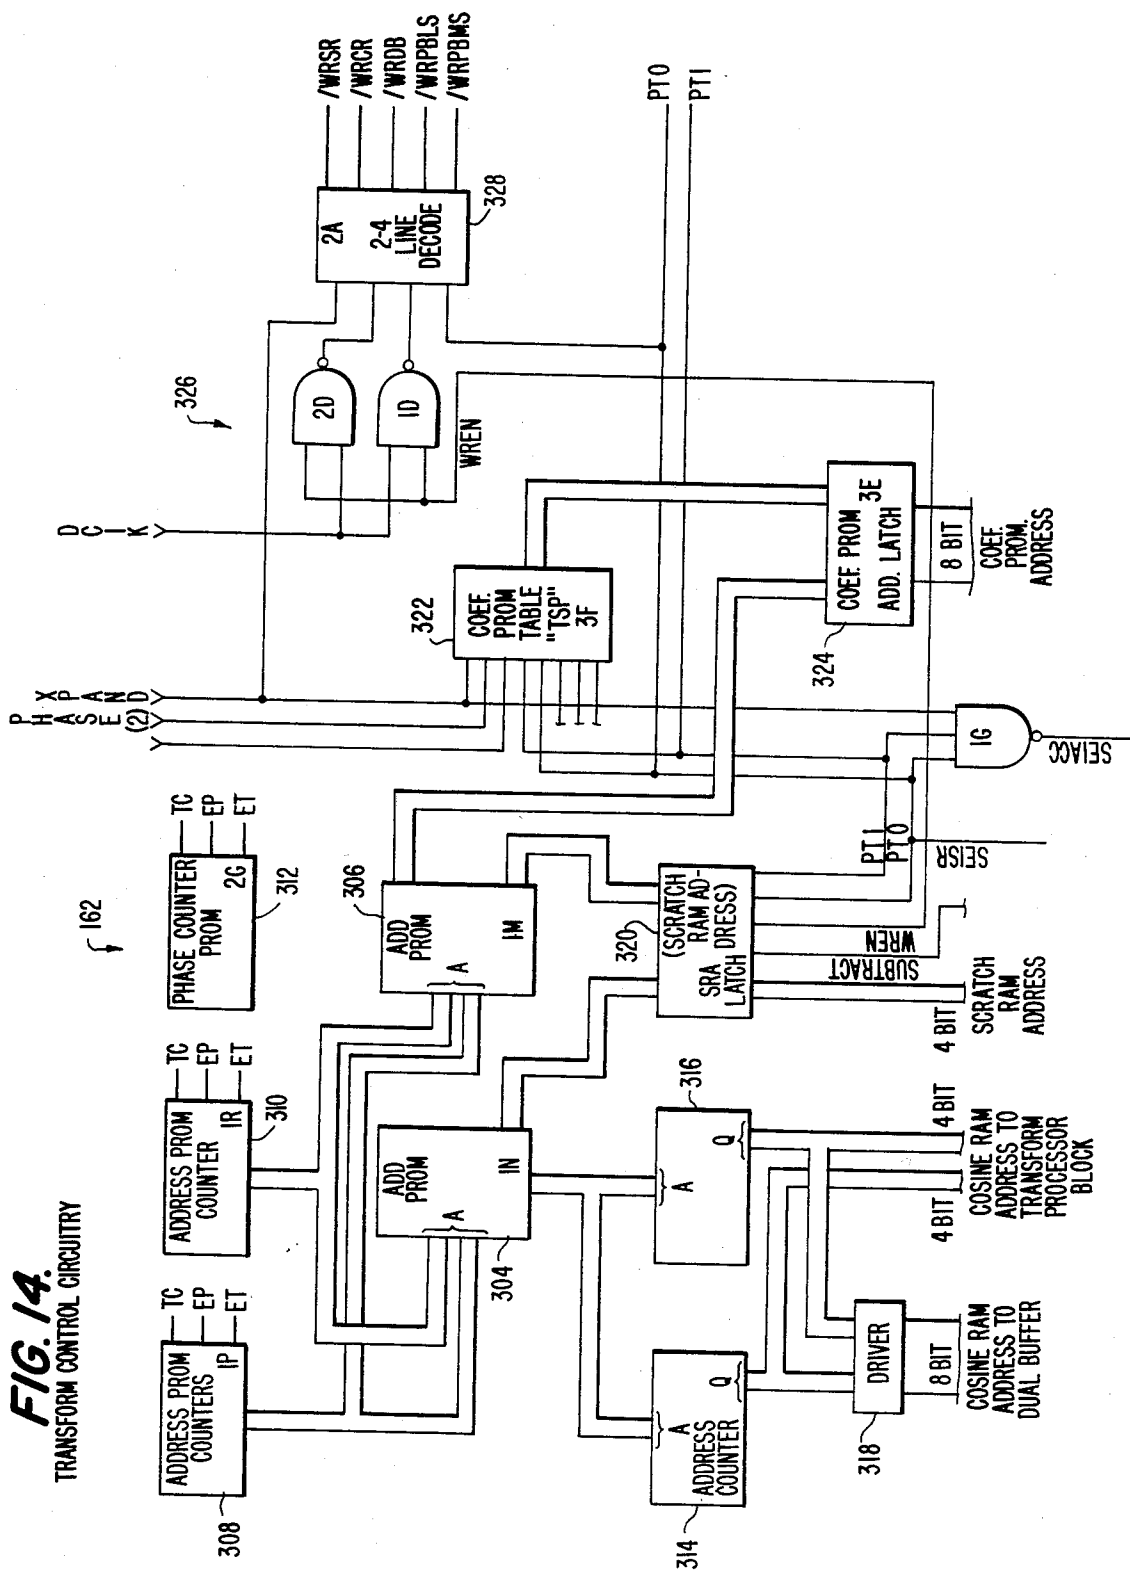 FIG. 14.
TRANSFORM CONTROL CIRCUITRY
162
ADDRESS PROM
COUNTERS
1P
TC
EP
ET
308
ADDRESS PROM
COUNTER
1R
TC
EP
ET
310
PHASE COUNTER
PROM
2G
TC
EP
ET
312
PHASE (2)
XPAND
DCIK
326
2D
1D
WREN
2A
2-4
LINE
DECODE
328
/WRSR
/WRCR
/WRDB
/WRPBLS
/WRPBMS
ADD
PROM
A
1N
304
ADD
PROM
A
1M
306
322
COEF.
PROM
TABLE
"TSP"
3F
PT0
PT1
A
ADDRESS
COUNTER
Q
314
A
Q
316
320
(SCRATCH
RAM AD-
DRESS)
SRA
LATCH
PT1
PT0
324
COEF. PROM 3E
ADD. LATCH
DRIVER
318
8 BIT
COSINE RAM
ADDRESS TO
DUAL BUFFER
4 BIT
4 BIT
COSINE RAM
ADDRESS TO
TRANSFORM
PROCESSOR
BLOCK
4 BIT
SCRATCH
RAM
ADDRESS
SUBTRACT
WREN
SEISR
1G
SEIACC
8 BIT
COEF.
PROM.
ADDRESS